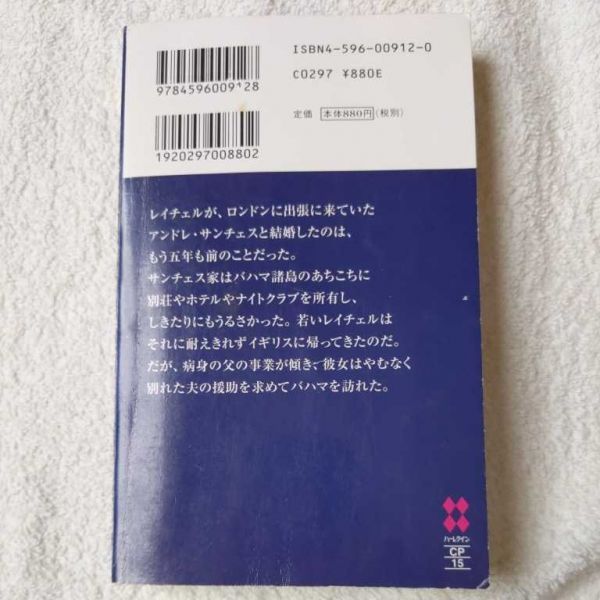 ISBN4-596-00912-0
C0297 ¥880E
9784596009128
定価 本体880円(税別)
1920297008802
レイチェルが、ロンドンに出張に来ていた
アンドレ・サンチェスと結婚したのは、
もう五年も前のことだった。
サンチェス家はバハマ諸島のあちこちに
別荘やホテルやナイトクラブを所有し、
しきたりにもうるさかった。若いレイチェルは
それに耐えきれずイギリスに帰ってきたのだ。
だが、病身の父の事業が傾き、彼女はやむなく
別れた夫の援助を求めてバハマを訪れた。
ハーレクイン
CP
15